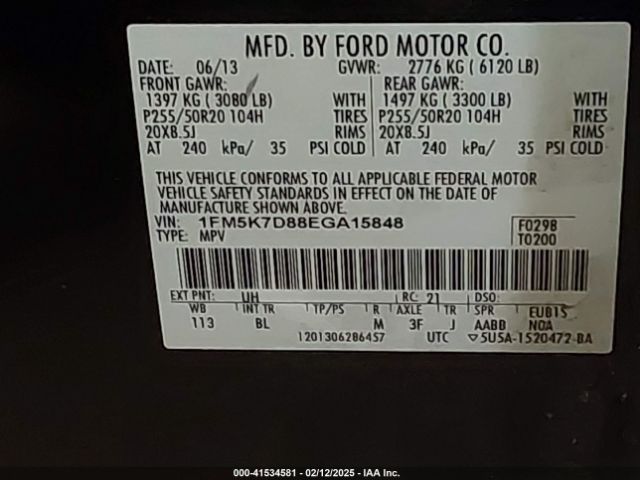 MFD. BY FORD MOTOR CO.
DATE: 06/13 GVWR: 2776 KG ( 6120 LB)
FRONT GAWR: REAR GAWR:
1397 KG ( 3080 LB) WITH 1497 KG ( 3300 LB) WITH
P255/50R20 104H TIRES P255/50R20 104H TIRES
20X8.5J RIMS 20X8.5J RIMS
AT 240 kPa/ 35 PSI COLD AT 240 kPa/ 35 PSI COLD
THIS VEHICLE CONFORMS TO ALL APPLICABLE FEDERAL MOTOR
VEHICLE SAFETY STANDARDS IN EFFECT ON THE DATE OF
MANUFACTURE SHOWN ABOVE.
VIN: 1FM5K7D88EGA15848 F0298
TYPE: MPV T0200
EXT PNT: UH RC: 21 DSO:
WB INT TR TP/PS R AXLE TR SPR EUB1S
113 BL M 3F J AABB NOA
1201306286457 UTC ▽5U5A-1520472-BA
000-41534581 - 02/12/2025 - IAA Inc.